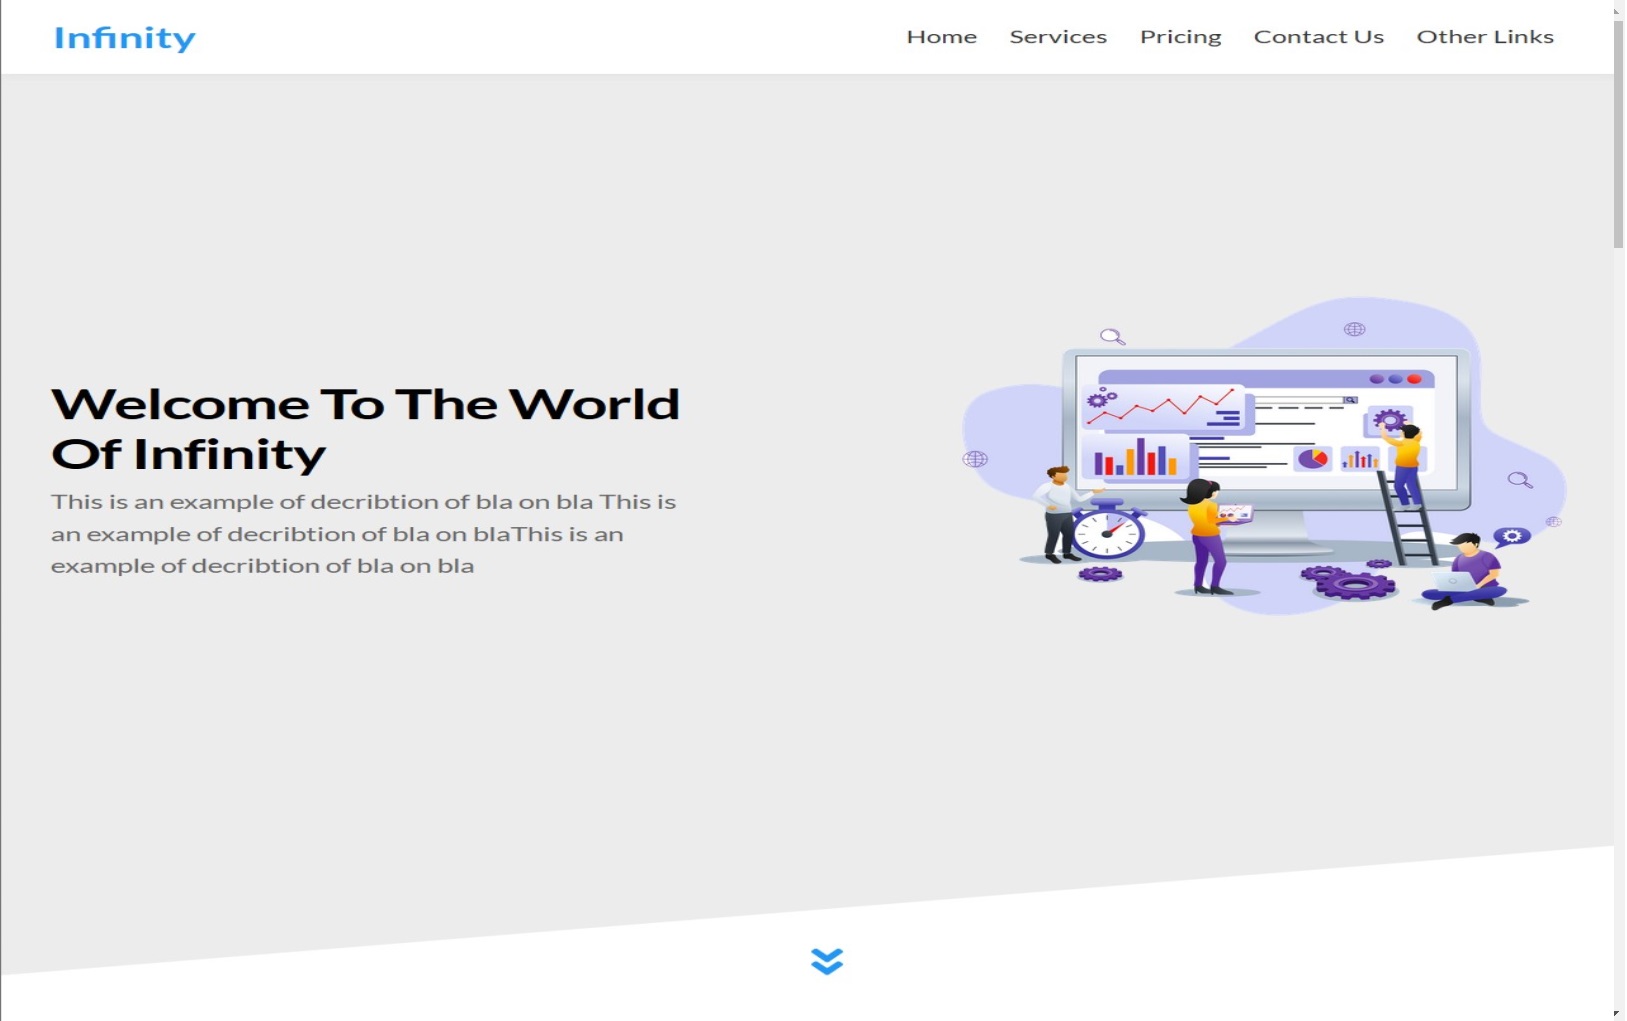 Infinity
Home Services Pricing Contact Us Other Links
Welcome To The World
Of Infinity
This is an example of decribtion of bla on bla This is
an example of decribtion of bla on blaThis is an
example of decribtion of bla on bla